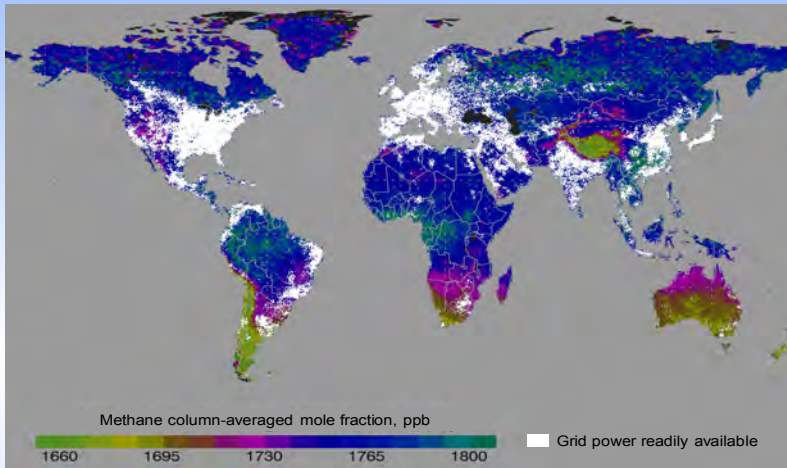 Methane column-averaged mole fraction, ppb
Grid power readily available
1660 1695 1730 1765 1800